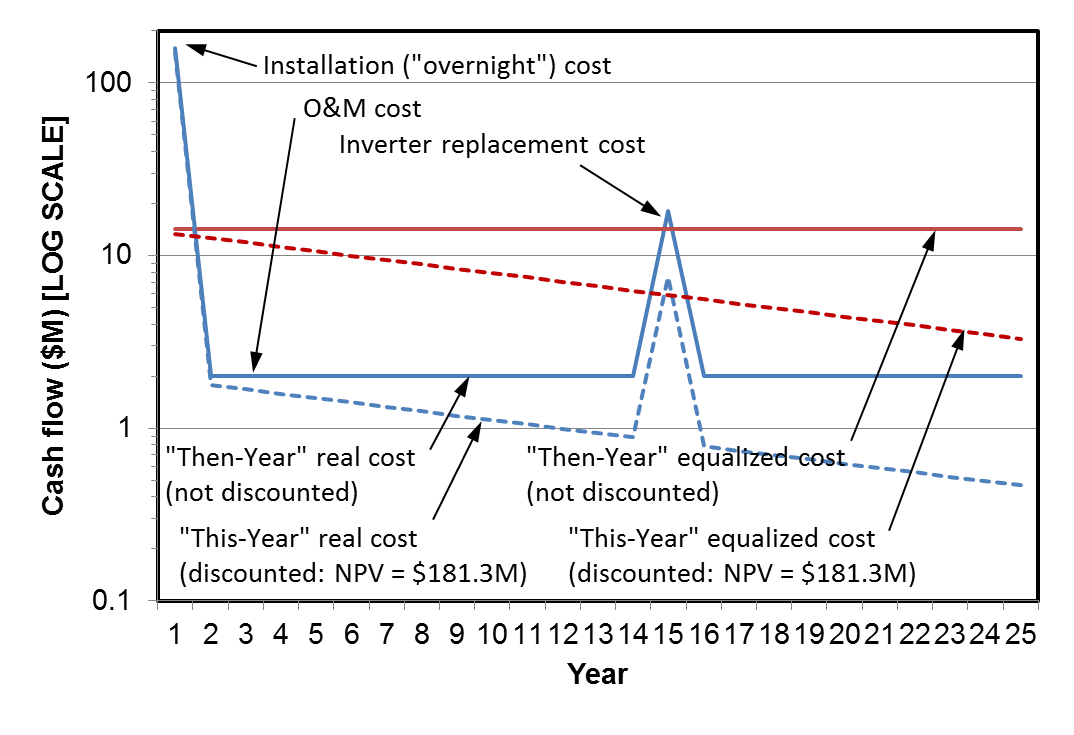 Installation ("overnight") cost
100
O&M cost
Inverter replacement cost
Cash flow ($M) [LOG SCALE]
10
1
"Then-Year" real cost
(not discounted)
"Then-Year" equalized cost
(not discounted)
"This-Year" real cost
(discounted: NPV = $181.3M)
"This-Year" equalized cost
(discounted: NPV = $181.3M)
0.1
1 2 3 4 5 6 7 8 9 10 11 12 13 14 15 16 17 18 19 20 21 22 23 24 25
Year